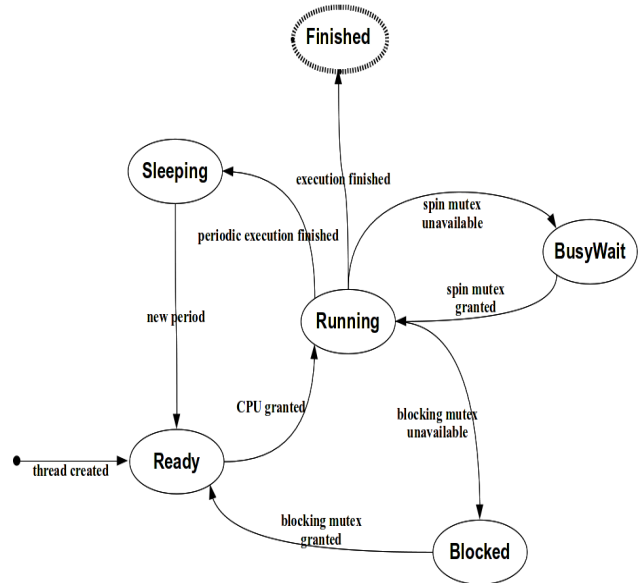 Finished
Sleeping
execution finished
spin mutex
unavailable
periodic execution finished
BusyWait
spin mutex
granted
new period
Running
CPU granted
blocking mutex
unavailable
Ready
thread created
blocking mutex
granted
Blocked